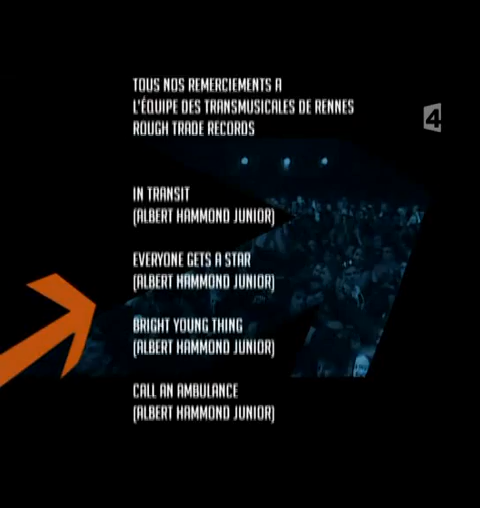 TOUS NOS REMERCIEMENTS A
L'ÉQUIPE DES TRANSMUSICALES DE RENNES
ROUGH TRADE RECORDS
4
IN TRANSIT
(ALBERT HAMMOND JUNIOR)
EVERYONE GETS A STAR
(ALBERT HAMMOND JUNIOR)
BRIGHT YOUNG THING
(ALBERT HAMMOND JUNIOR)
CALL AN AMBULANCE
(ALBERT HAMMOND JUNIOR)